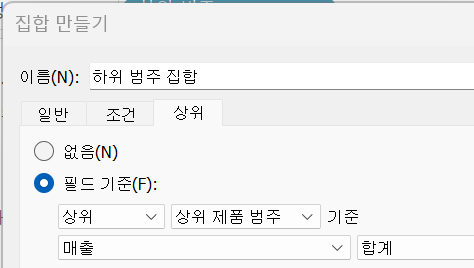 집합 만들기
이름(N): 하위 범주 집합
일반 조건 상위
없음(N)
필드 기준(F):
상위 상위 제품 범주 기준
매출 합계